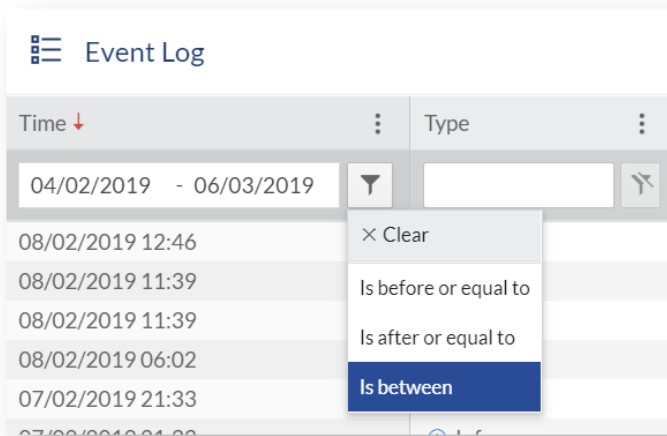 Event Log
Time Type
04/02/2019 - 06/03/2019
Clear
08/02/2019 12:46
Is before or equal to
08/02/2019 11:39
Is after or equal to
08/02/2019 11:39
08/02/2019 06:02
Is between
07/02/2019 21:33